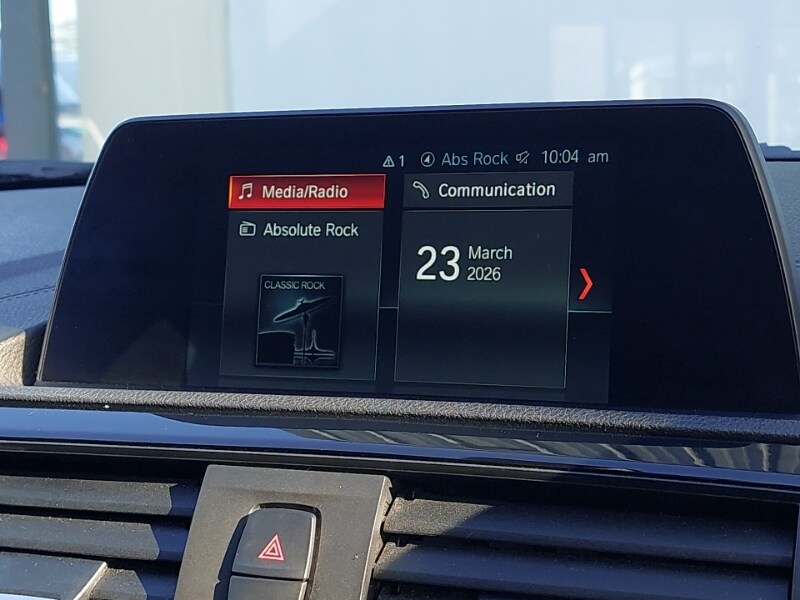 1 Abs Rock 10:04 am
Media/Radio
Communication
Absolute Rock
23 March
2026
CLASSIC ROCK